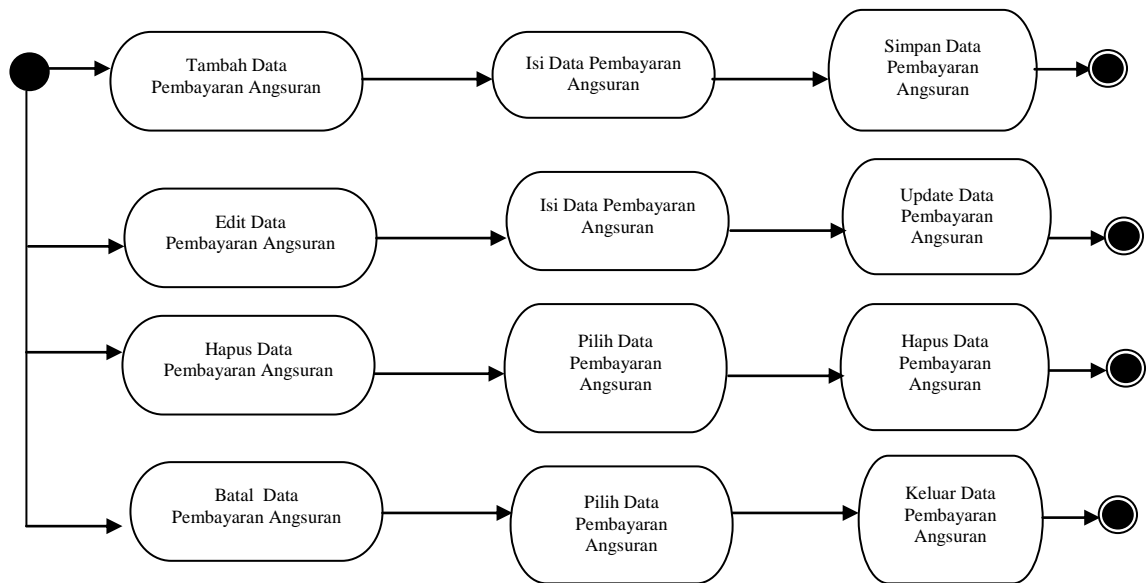 Tambah Data
Pembayaran Angsuran
Isi Data Pembayaran
Angsuran
Simpan Data
Pembayaran
Angsuran
Edit Data
Pembayaran Angsuran
Isi Data Pembayaran
Angsuran
Update Data
Pembayaran
Angsuran
Hapus Data
Pembayaran Angsuran
Pilih Data
Pembayaran
Angsuran
Hapus Data
Pembayaran
Angsuran
Batal Data
Pembayaran Angsuran
Pilih Data
Pembayaran
Angsuran
Keluar Data
Pembayaran
Angsuran